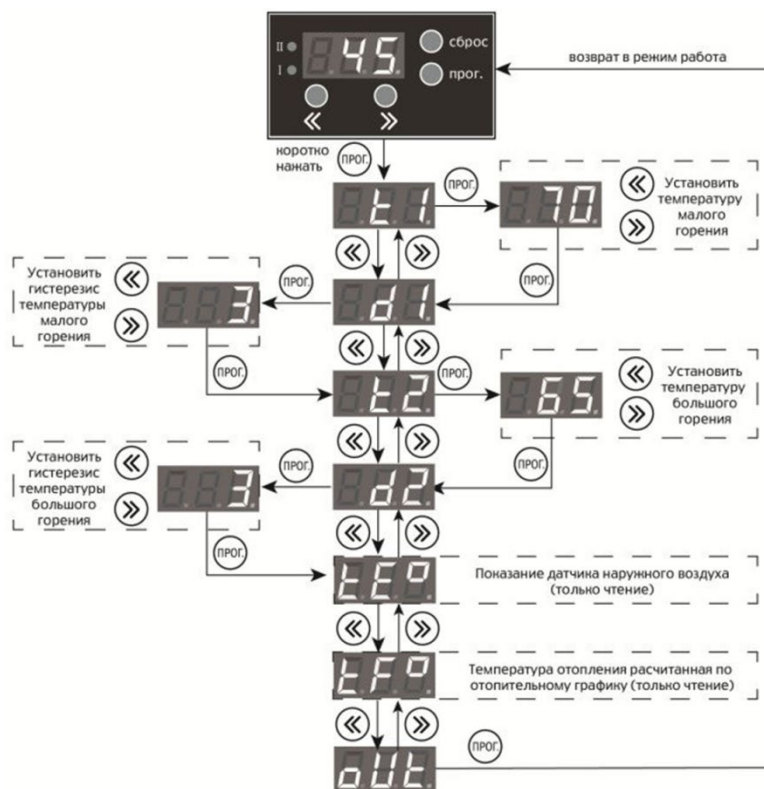 II
45
сброс
I
прог.
«
»
возврат в режим работа
коротко
нажать
ПРОГ.
t1
ПРОГ.
70
«
»
Установить
температуру
малого
горения
«
»
ПРОГ.
Установить
гистерезис
температуры
малого
горения
«
»
3
ПРОГ.
d1
«
»
ПРОГ.
t2
ПРОГ.
65
«
»
Установить
температуру
большого
горения
«
»
ПРОГ.
Установить
гистерезис
температуры
большого
горения
«
»
3
ПРОГ.
d2
«
»
ПРОГ.
tE°
Показание датчика наружного воздуха
(только чтение)
«
»
tF°
Температура отопления расчитанная по
отопительному графику (только чтение)
«
»
oUt
ПРОГ.